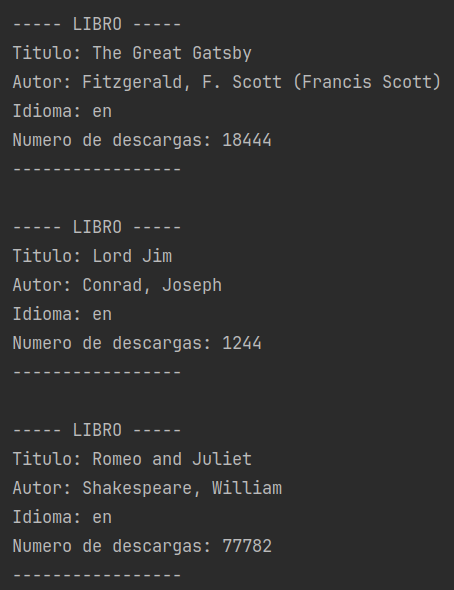 ----- LIBRO -----
Titulo: The Great Gatsby
Autor: Fitzgerald, F. Scott (Francis Scott)
Idioma: en
Numero de descargas: 18444
-----------------
----- LIBRO -----
Titulo: Lord Jim
Autor: Conrad, Joseph
Idioma: en
Numero de descargas: 1244
-----------------
----- LIBRO -----
Titulo: Romeo and Juliet
Autor: Shakespeare, William
Idioma: en
Numero de descargas: 77782
-----------------